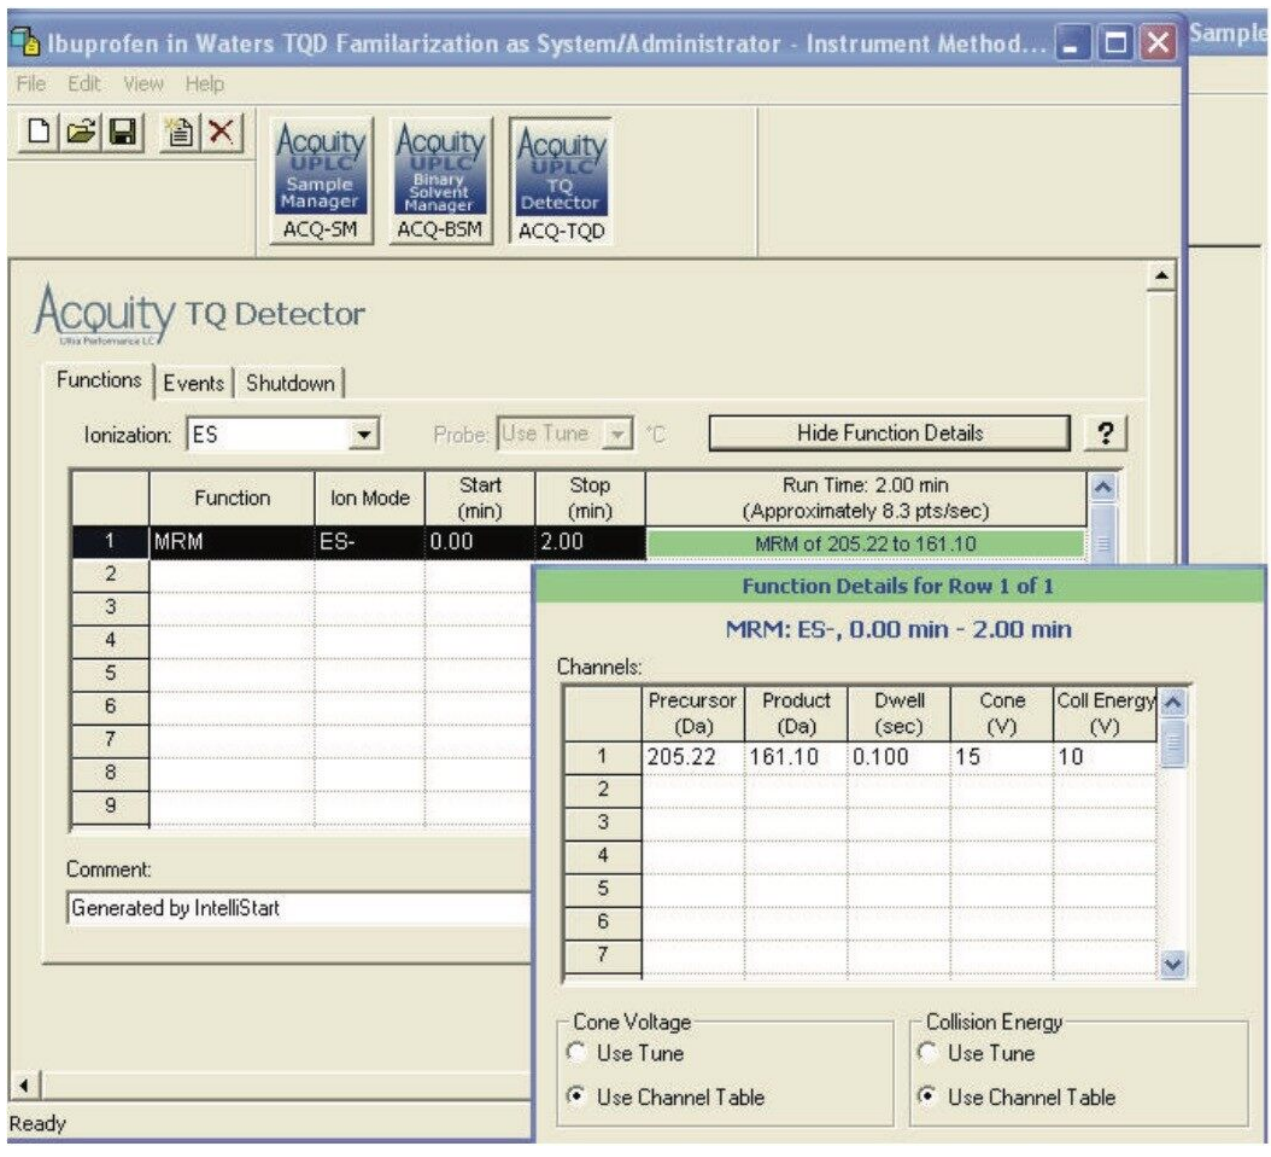 Ibuprofen in Waters TQD Familarization as System/Administrator - Instrument Method...
Sample
File Edit View Help
Acquity UPLC Sample Manager
ACQ-SM
Acquity UPLC Binary Solvent Manager
ACQ-BSM
Acquity UPLC TQ Detector
ACQ-TQD
Acquity TQ Detector
Ultra Performance LC
Functions Events Shutdown
Ionization: ES Probe: Use Tune °C Hide Function Details ?
Function Ion Mode Start (min) Stop (min) Run Time: 2.00 min (Approximately 8.3 pts/sec)
1 MRM ES- 0.00 2.00 MRM of 205.22 to 161.10
2
3
4
5
6
7
8
9
Comment:
Generated by IntelliStart
Function Details for Row 1 of 1
MRM: ES-, 0.00 min - 2.00 min
Channels:
Precursor (Da) Product (Da) Dwell (sec) Cone (V) Coll Energy (V)
1 205.22 161.10 0.100 15 10
2
3
4
5
6
7
Cone Voltage
Use Tune
Use Channel Table
Collision Energy
Use Tune
Use Channel Table
Ready